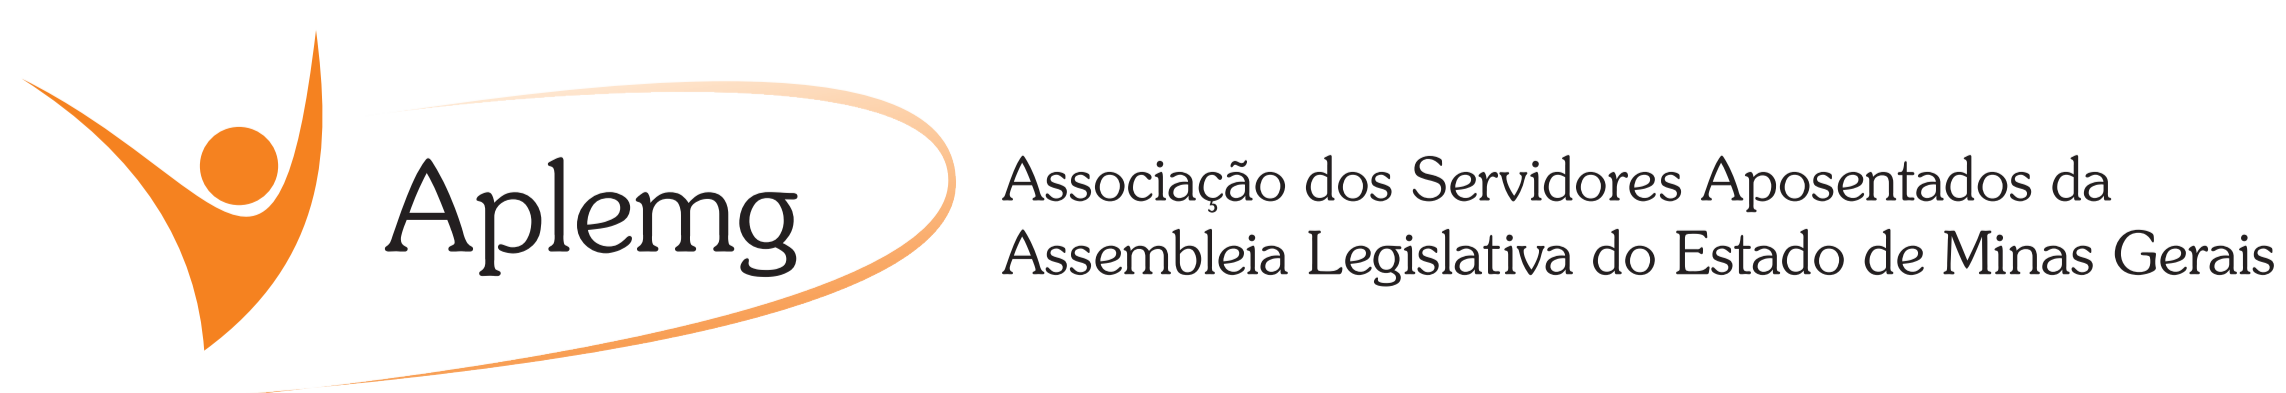 Aplemg
Associação dos Servidores Aposentados da
Assembleia Legislativa do Estado de Minas Gerais